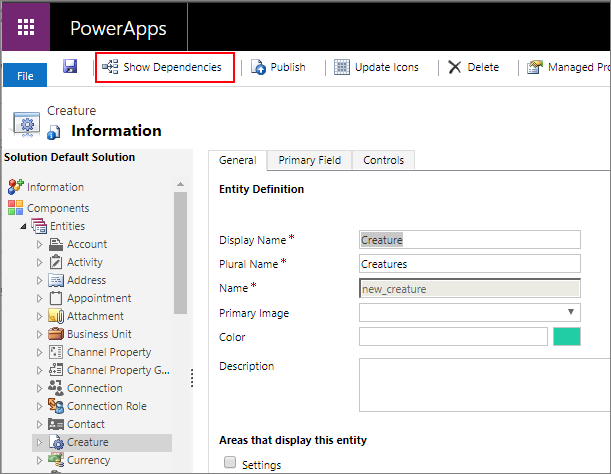 PowerApps
File
Show Dependencies
Publish
Update Icons
Delete
Managed Pro
Creature
Information
Solution Default Solution
Information
Components
Entities
Account
Activity
Address
Appointment
Attachment
Business Unit
Channel Property
Channel Property G...
Connection
Connection Role
Contact
Creature
Currency
General
Primary Field
Controls
Entity Definition
Display Name * Creature
Plural Name * Creatures
Name * new_creature
Primary Image
Color
Description
Areas that display this entity
Settings